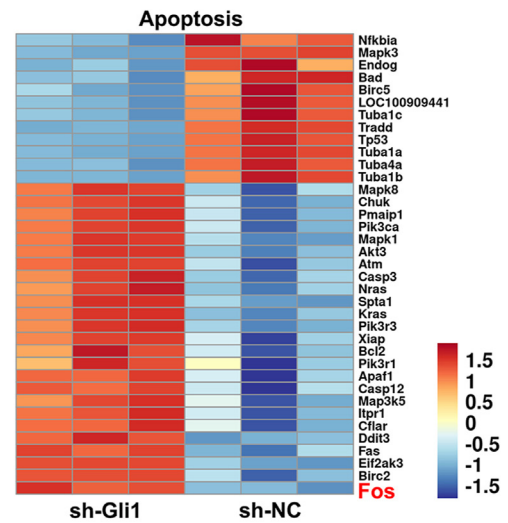 Apoptosis
Nfkbia
Mapk3
Endog
Bad
Birc5
LOC100909441
Tuba1c
Tradd
Tp53
Tuba1a
Tuba4a
Tuba1b
Mapk8
Chuk
Pmaip1
Pik3ca
Mapk1
Akt3
Atm
Casp3
Nras
Spta1
Kras
Pik3r3
Xiap
Bcl2
Pik3r1
Apaf1
Casp12
Map3k5
Itpr1
Cflar
Ddit3
Fas
Eif2ak3
Birc2
Fos
1.5
1
0.5
0
-0.5
-1
-1.5
sh-Gli1 sh-NC